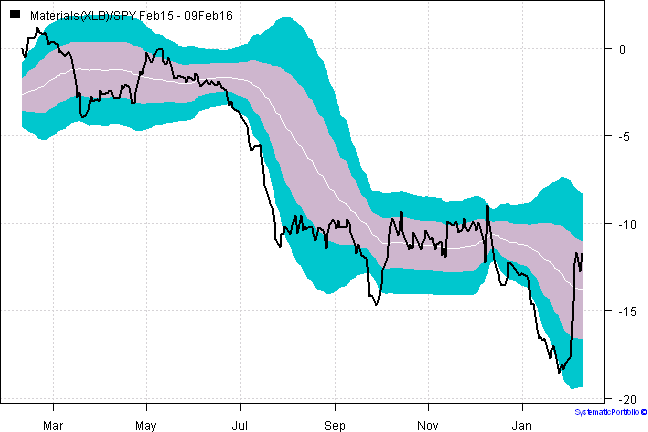 Materials(XLB)/SPY Feb15 - 09Feb16
0
-5
-10
-15
-20
Mar May Jul Sep Nov Jan
SystematicPortfolio ©